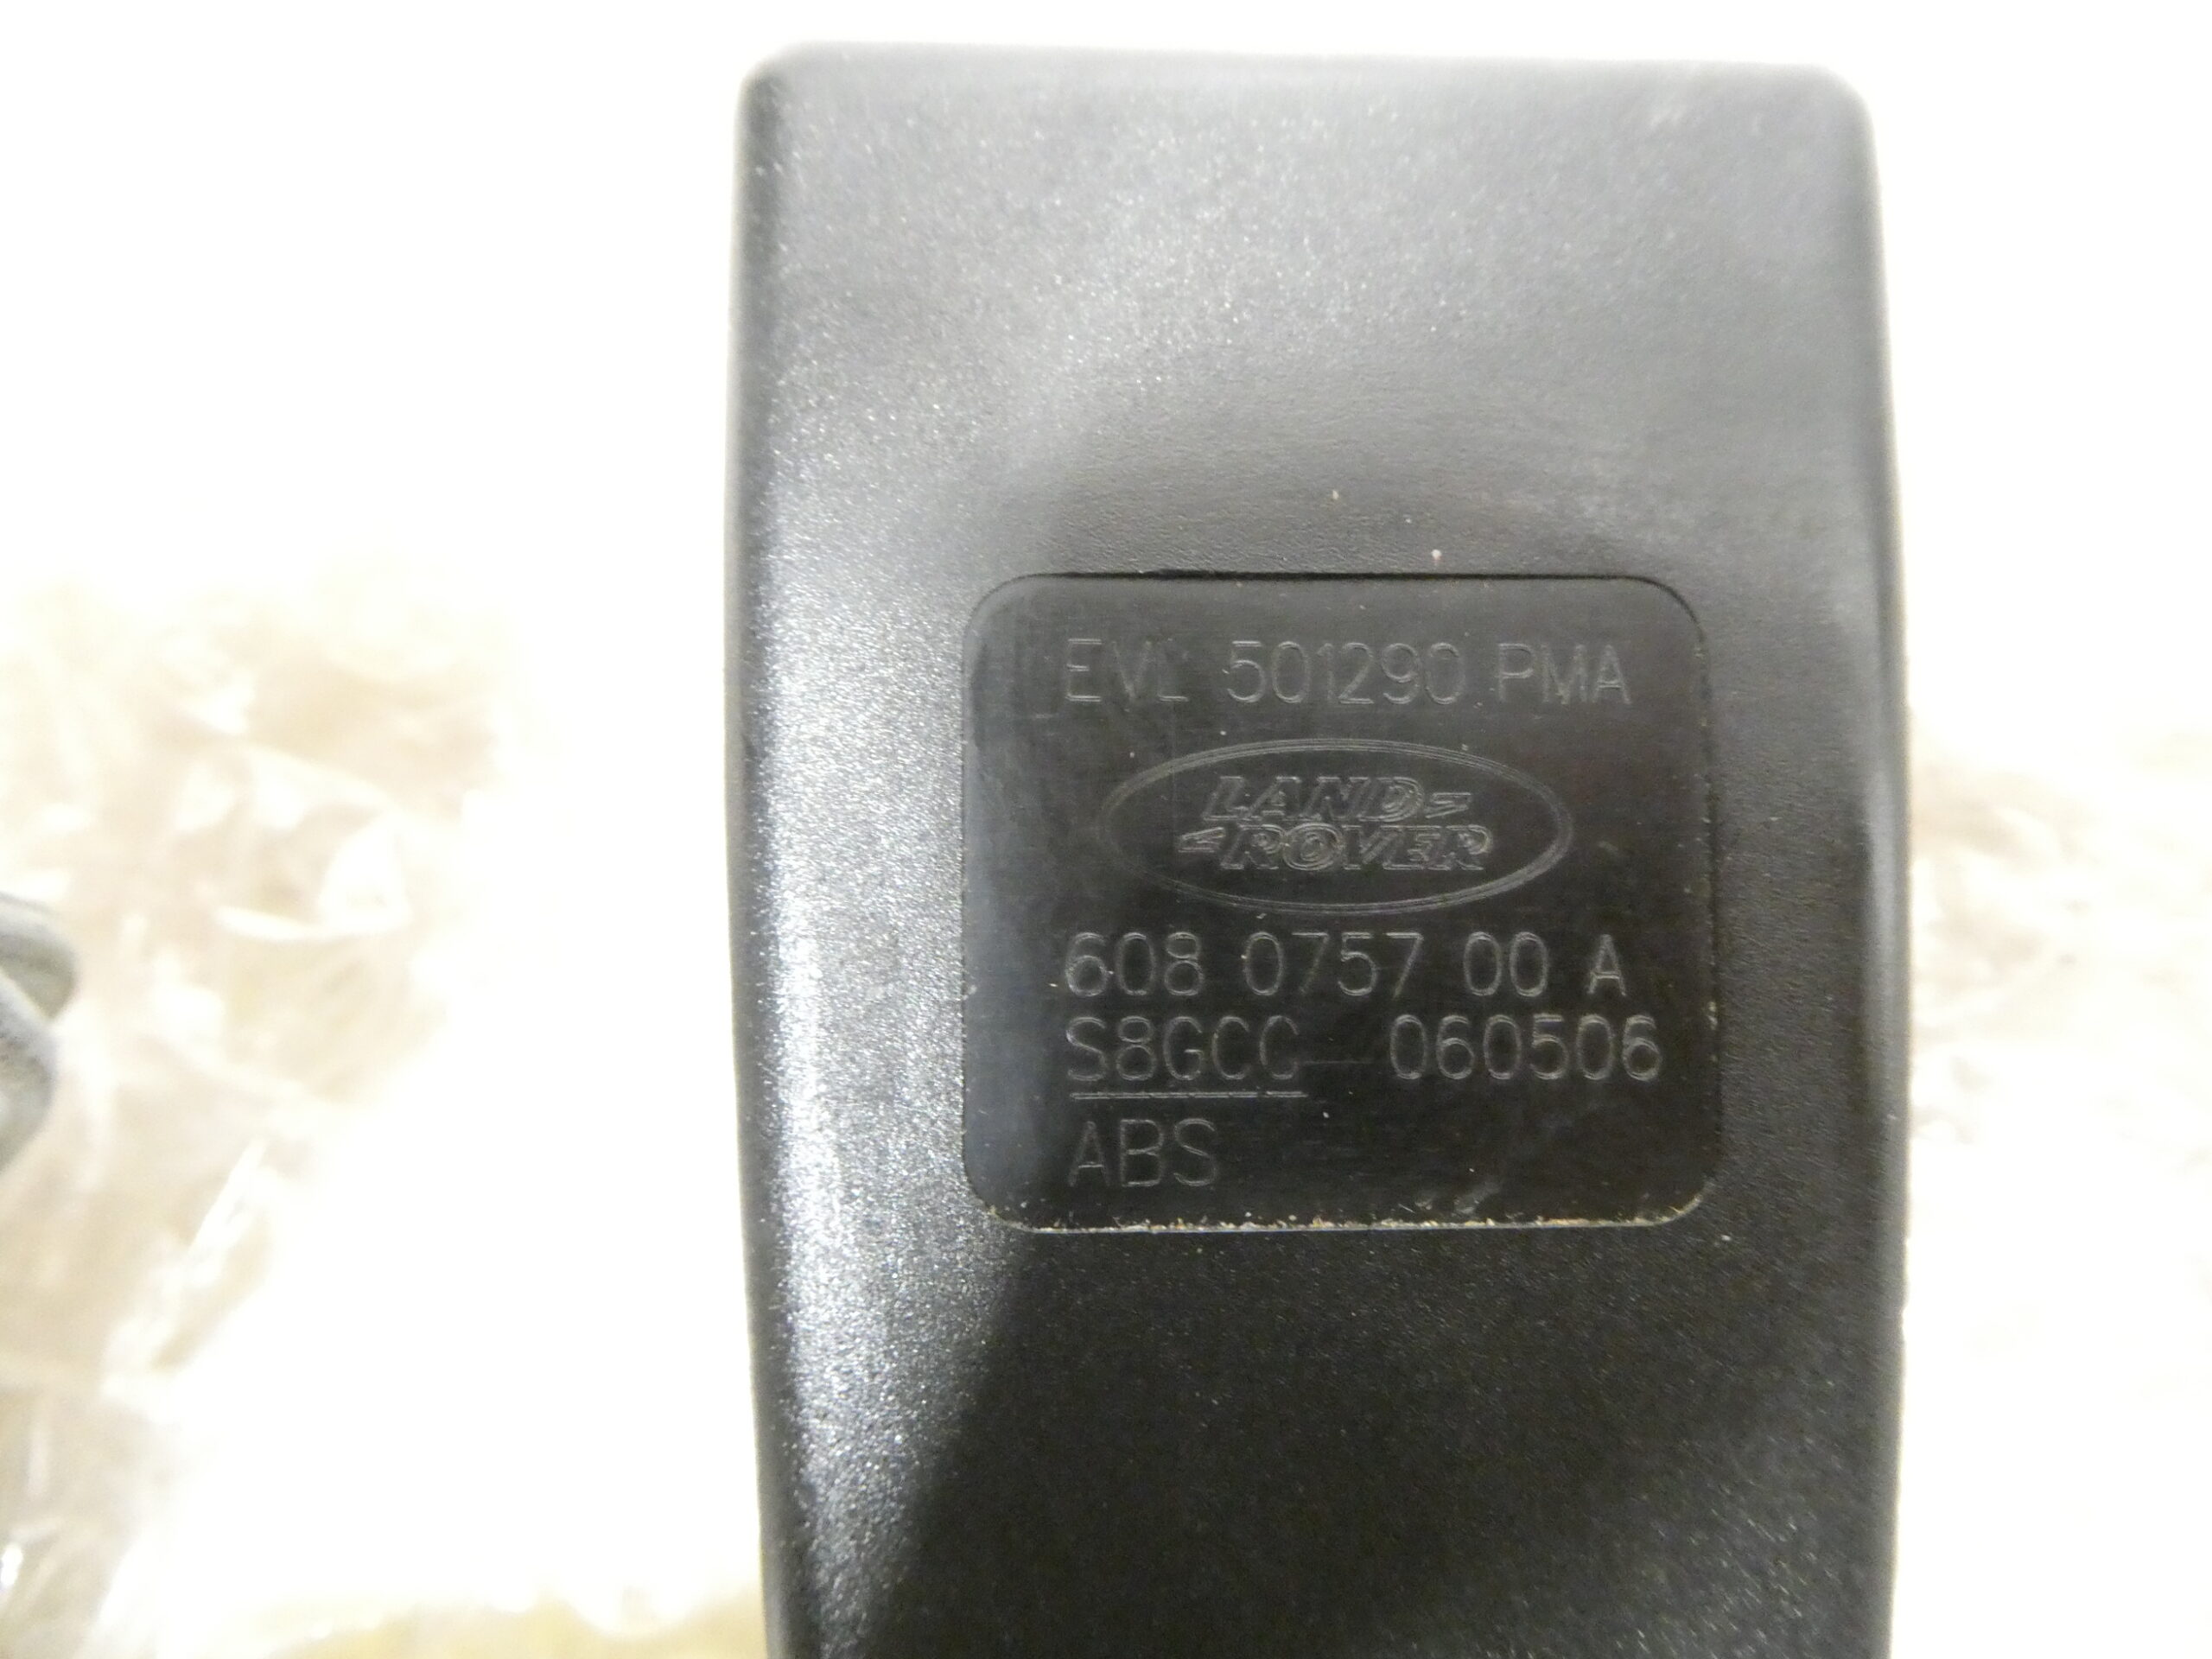 EVL 501290 PMA
LAND
ROVER
608 0757 00 A
S8GCC 060506
ABS